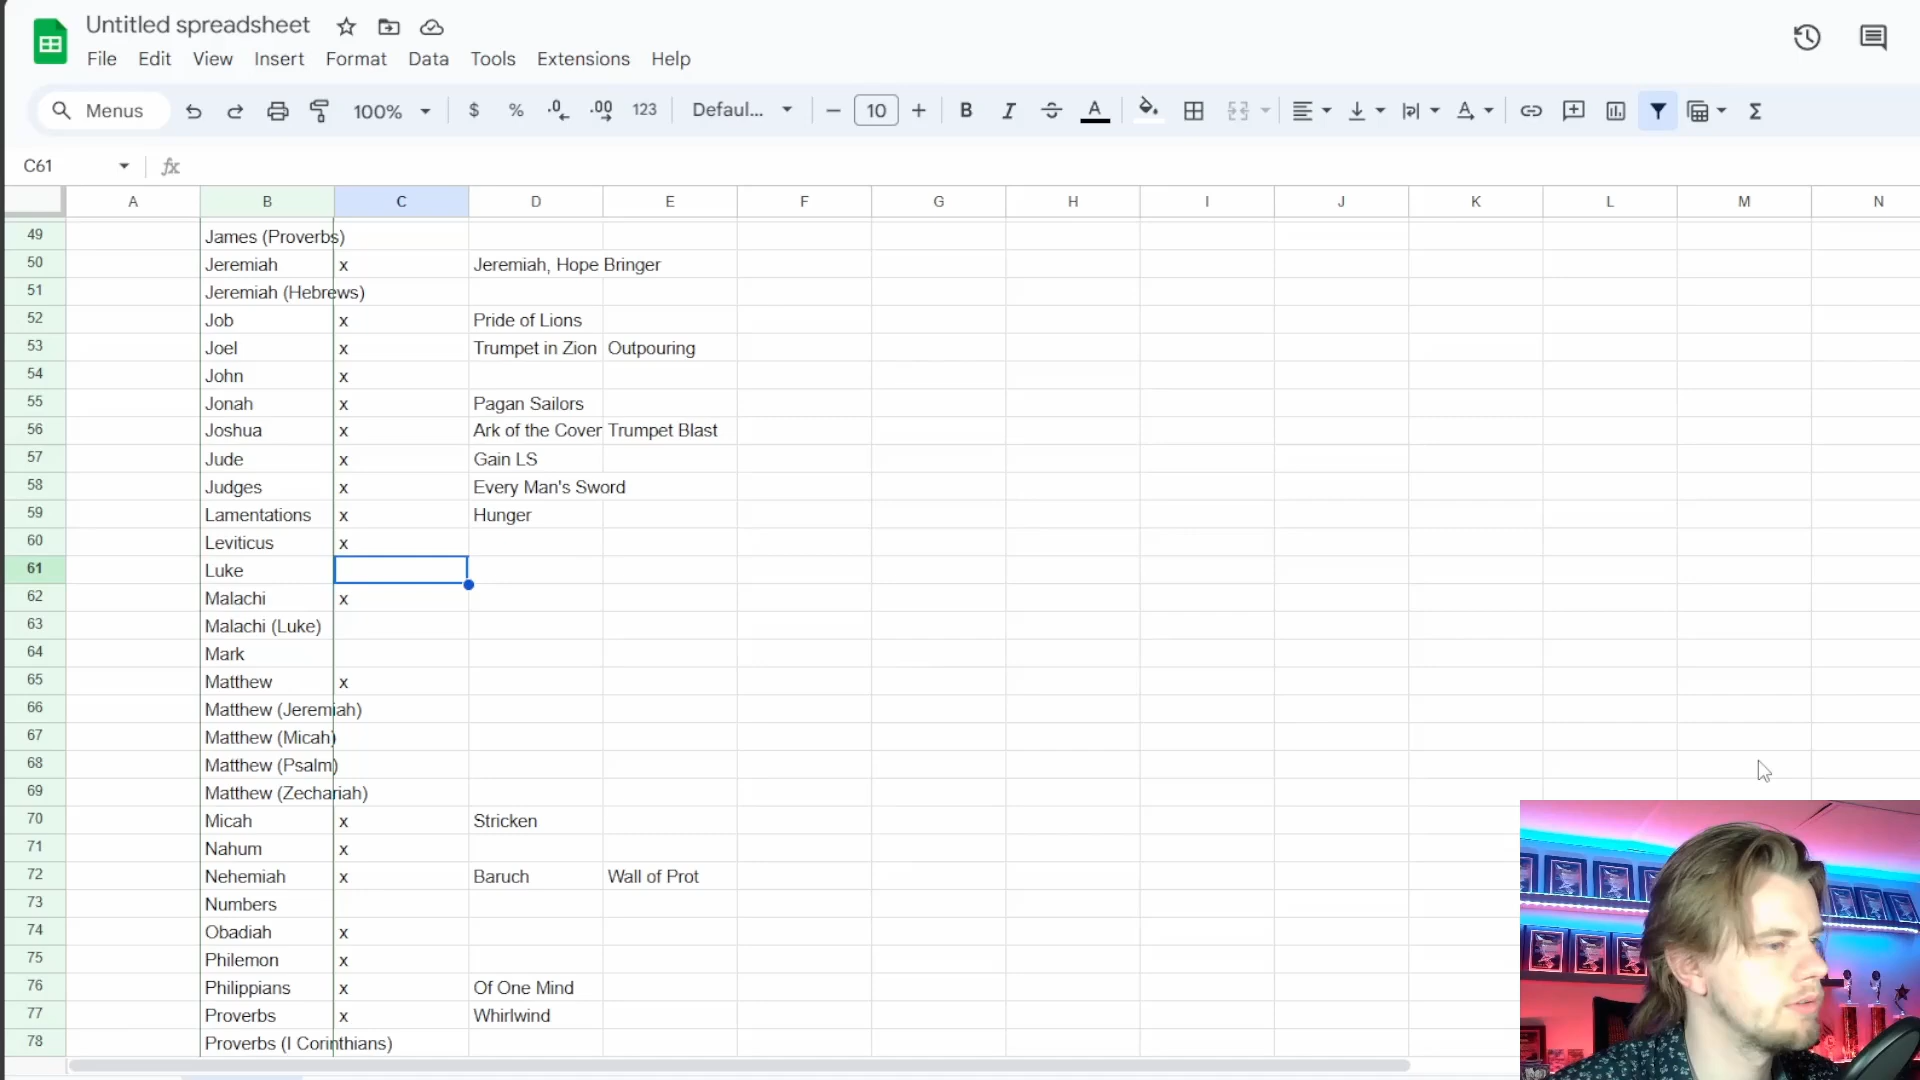 Untitled spreadsheet
File Edit View Insert Format Data Tools Extensions Help
Menus 100% $ % .0 .00 123 Defaul... 10 B I A
C61 fx
A B C D E F G H I J K L M N
49 James (Proverbs)
50 Jeremiah x Jeremiah, Hope Bringer
51 Jeremiah (Hebrews)
52 Job x Pride of Lions
53 Joel x Trumpet in Zion Outpouring
54 John x
55 Jonah x Pagan Sailors
56 Joshua x Ark of the Cover Trumpet Blast
57 Jude x Gain LS
58 Judges x Every Man's Sword
59 Lamentations x Hunger
60 Leviticus x
61 Luke
62 Malachi x
63 Malachi (Luke)
64 Mark
65 Matthew x
66 Matthew (Jeremiah)
67 Matthew (Micah)
68 Matthew (Psalm)
69 Matthew (Zechariah)
70 Micah x Stricken
71 Nahum x
72 Nehemiah x Baruch Wall of Prot
73 Numbers
74 Obadiah x
75 Philemon x
76 Philippians x Of One Mind
77 Proverbs x Whirlwind
78 Proverbs (I Corinthians)